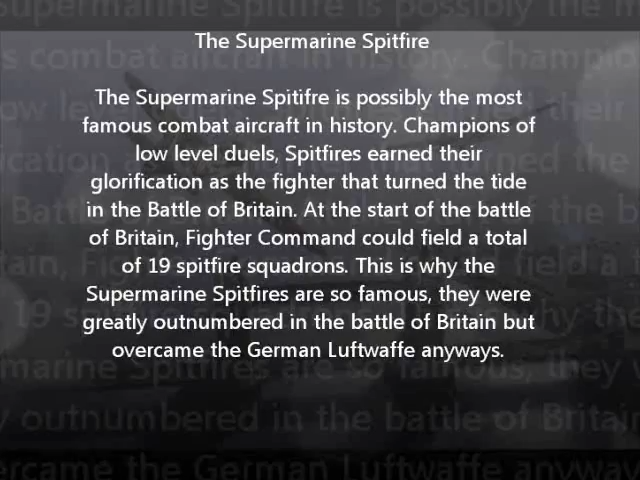 The Supermarine Spitfire
The Supermarine Spitifre is possibly the most
famous combat aircraft in history. Champions of
low level duels, Spitfires earned their
glorification as the fighter that turned the tide
in the Battle of Britain. At the start of the battle
of Britain, Fighter Command could field a total
of 19 spitfire squadrons. This is why the
Supermarine Spitfires are so famous, they were
greatly outnumbered in the battle of Britain but
overcame the German Luftwaffe anyways.